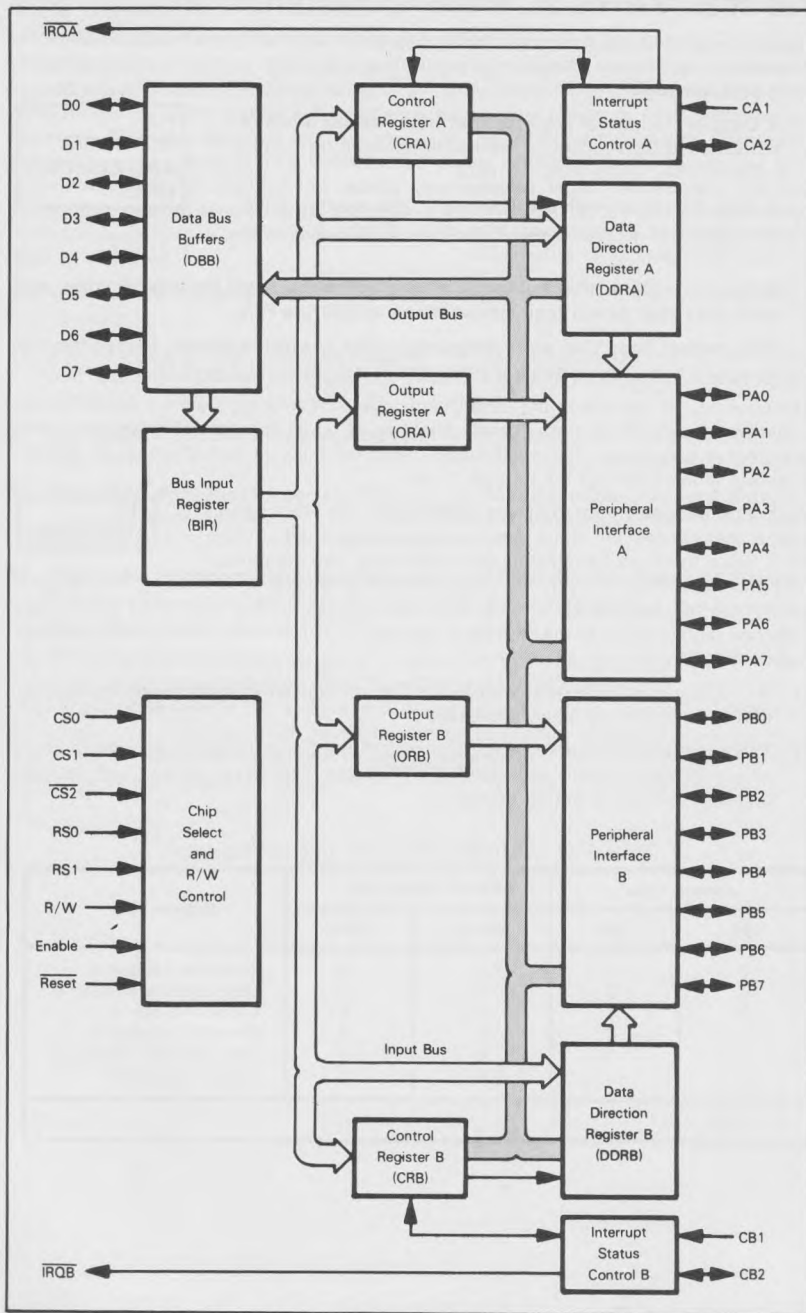 IRQA
D0
D1
D2
D3
D4
D5
D6
D7
Data Bus
Buffers
(DBB)
Control
Register A
(CRA)
Interrupt
Status
Control A
CA1
CA2
Data
Direction
Register A
(DDRA)
Output Bus
Output
Register A
(ORA)
Bus Input
Register
(BIR)
Peripheral
Interface
A
PA0
PA1
PA2
PA3
PA4
PA5
PA6
PA7
CS0
CS1
CS2
RS0
RS1
R/W
Enable
Reset
Chip
Select
and
R/W
Control
Output
Register B
(ORB)
Peripheral
Interface
B
PB0
PB1
PB2
PB3
PB4
PB5
PB6
PB7
Input Bus
Control
Register B
(CRB)
Data
Direction
Register B
(DDRB)
Interrupt
Status
Control B
CB1
CB2
IRQB